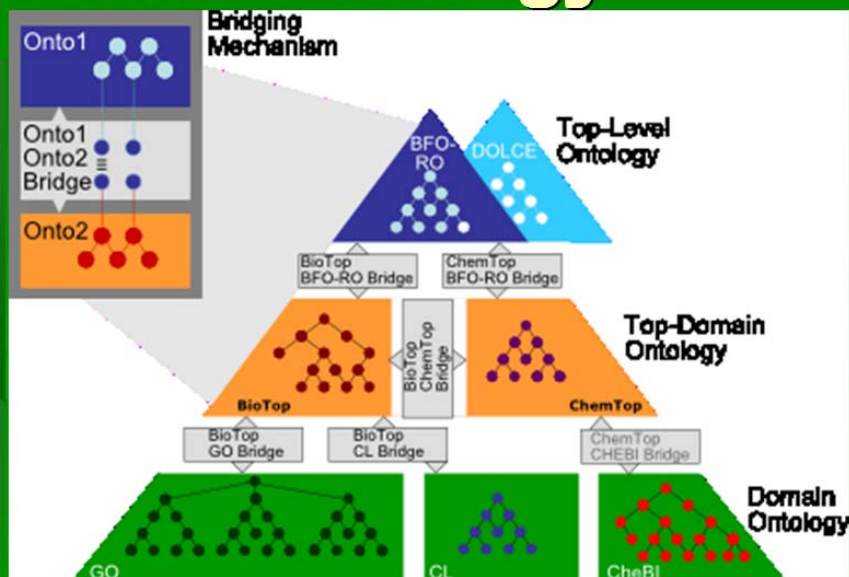 Bridging
Mechanism
Onto1
Onto1
Onto2
≡
Bridge
Onto2
BFO-
RO
DOLCE
Top-Level
Ontology
BioTop
BFO-RO Bridge
ChemTop
BFO-RO Bridge
BioTop
ChemTop
Bridge
Top-Domain
Ontology
BioTop
ChemTop
BioTop
GO Bridge
BioTop
CL Bridge
ChemTop
CHEBI Bridge
Domain
Ontology
GO
CL
CheBI